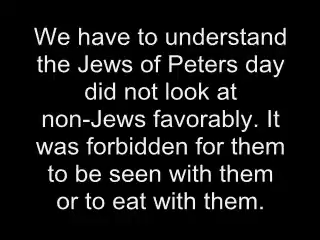 We have to understand
the Jews of Peters day
did not look at
non-Jews favorably. It
was forbidden for them
to be seen with them
or to eat with them.